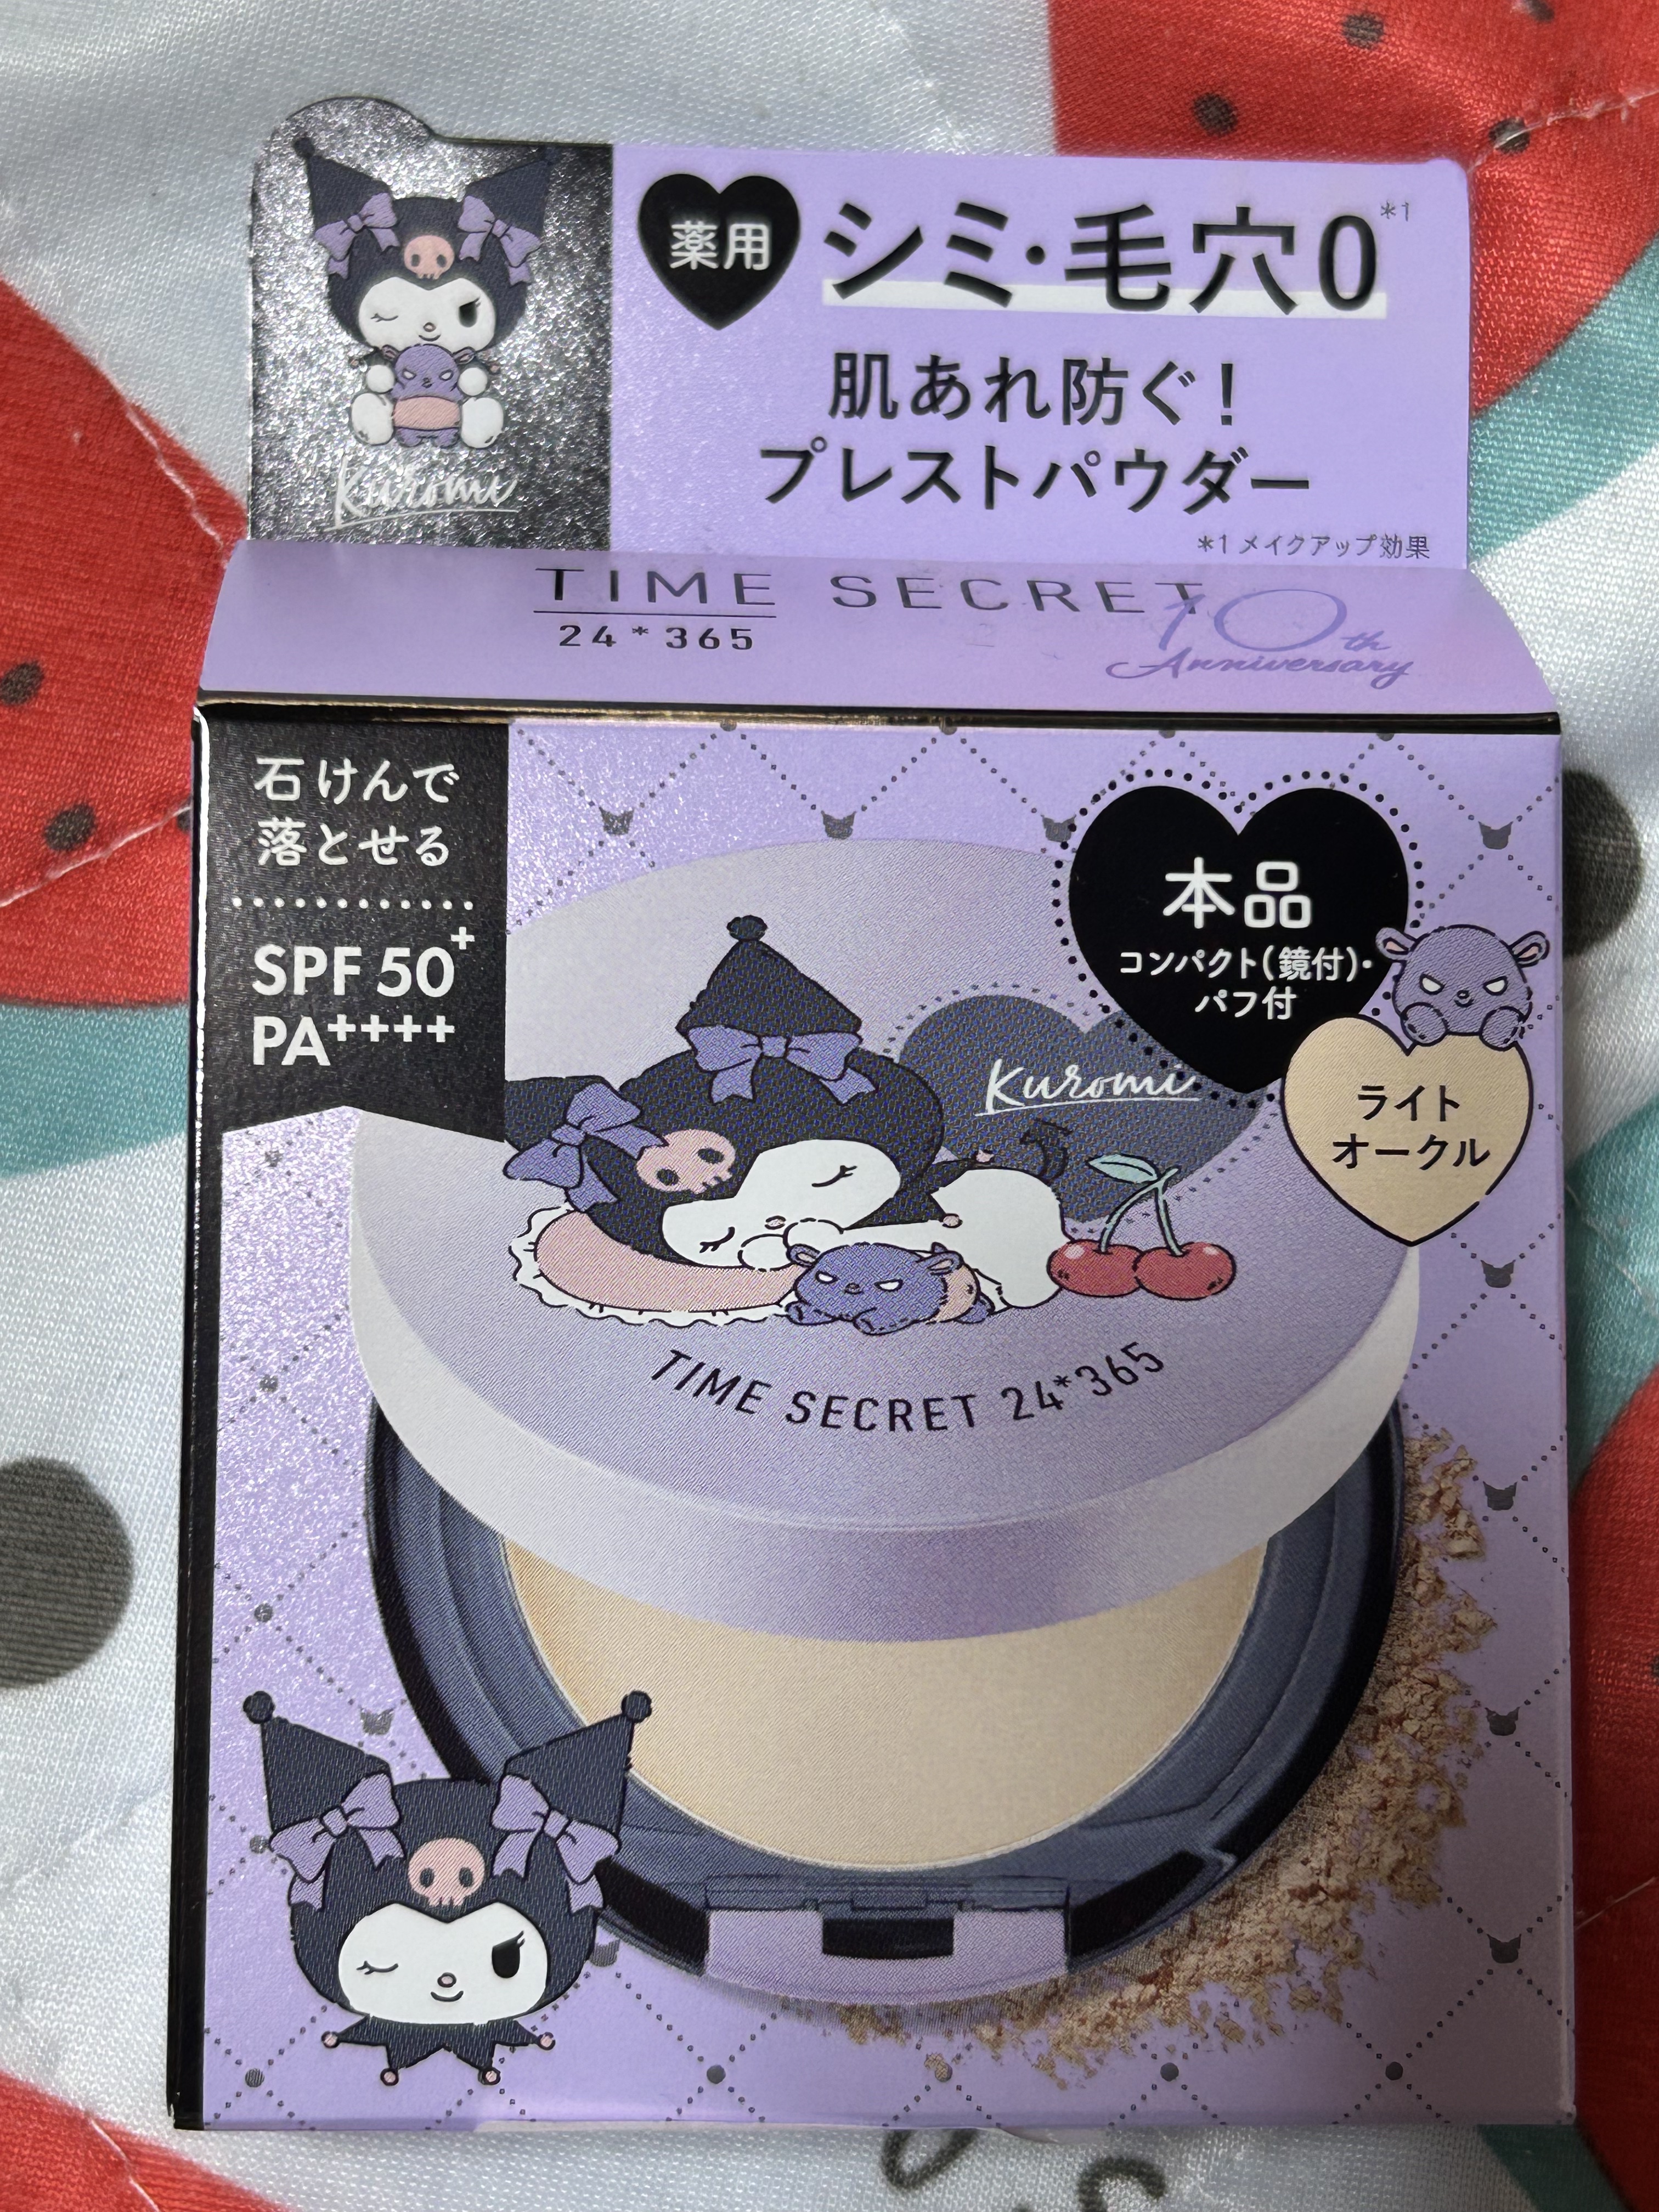 薬用
シミ・毛穴0*1
肌あれ防ぐ!
プレストパウダー
*1 メイクアップ効果
Kuromi
TIME SECRET
24*365
10th
Anniversary
石けんで
落とせる
SPF 50+
PA++++
本品
コンパクト(鏡付)・
パフ付
ライト
オークル
Kuromi
TIME SECRET 24*365